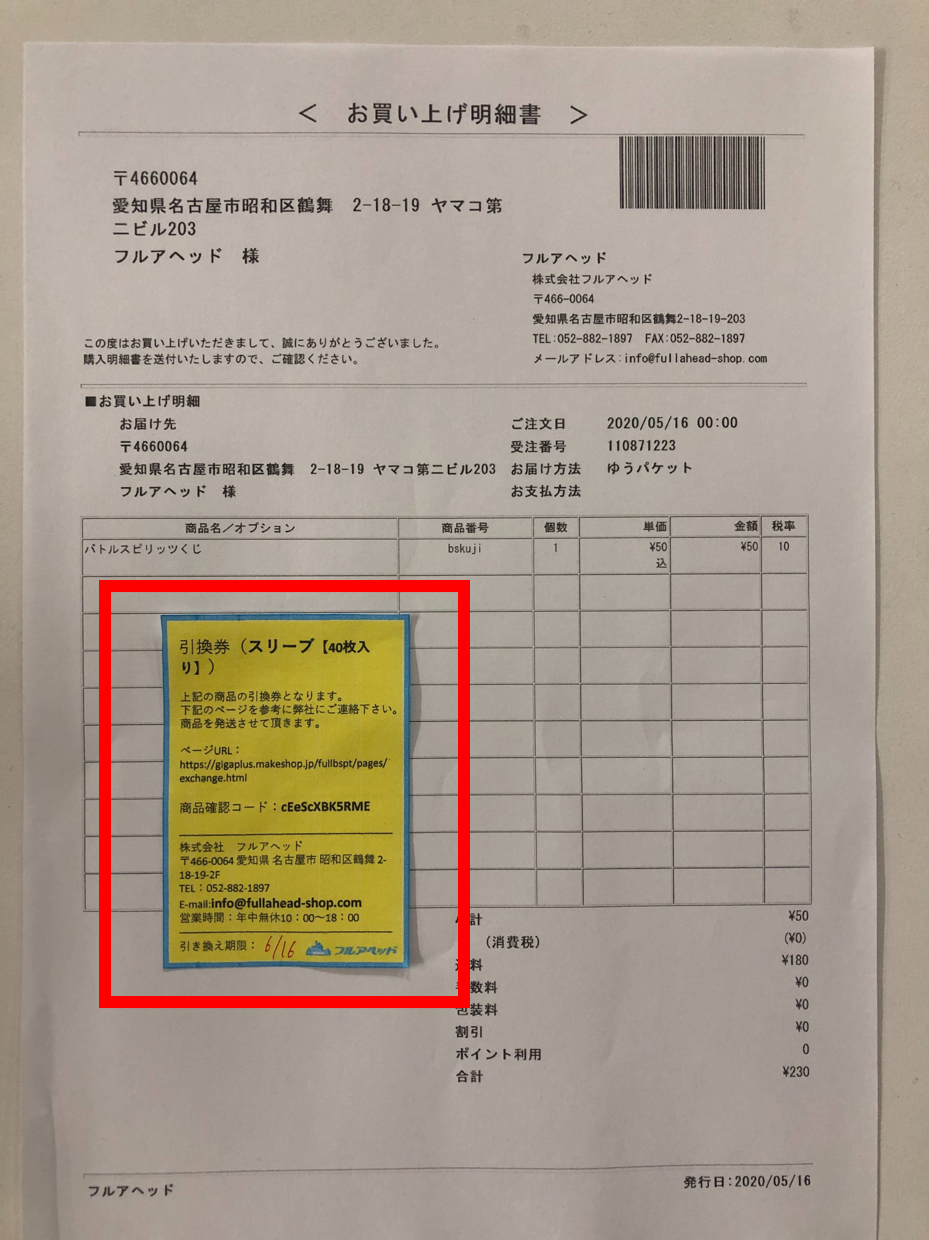 ＜ お買い上げ明細書 ＞
〒4660064
愛知県名古屋市昭和区鶴舞 2-18-19 ヤマコ第
二ビル203
フルアヘッド 様
フルアヘッド
株式会社フルアヘッド
〒466-0064
愛知県名古屋市昭和区鶴舞2-18-19-203
TEL:052-882-1897 FAX:052-882-1897
メールアドレス:info@fullahead-shop.com
この度はお買い上げいただきまして、誠にありがとうございました。
購入明細書を送付いたしますので、ご確認ください。
■お買い上げ明細
お届け先
〒4660064
愛知県名古屋市昭和区鶴舞 2-18-19 ヤマコ第二ビル203
フルアヘッド 様
ご注文日 2020/05/16 00:00
受注番号 110871223
お届け方法 ゆうパケット
お支払方法
商品名／オプション 商品番号 個数 単価 金額 税率
バトルスピリッツくじ bskuji 1 ¥50 ¥50 10
込
引換券（スリーブ【40枚入
り】）
上記の商品の引換券となります。
下記のページを参考に弊社にご連絡下さい。
商品を発送させて頂きます。
ページURL：
https://gigaplus.makeshop.jp/fullbspt/pages/
exchange.html
商品確認コード：cEeScXBK5RME
株式会社 フルアヘッド
〒466-0064 愛知県 名古屋市 昭和区鶴舞 2-
18-19-2F
TEL：052-882-1897
E-mail:info@fullahead-shop.com
営業時間：年中無休10：00～18：00
引き換え期限： 6/16 フルアヘッド
計 ¥50
（消費税） (¥0)
料 ¥180
数料 ¥0
包装料 ¥0
割引 ¥0
ポイント利用 0
合計 ¥230
フルアヘッド
発行日:2020/05/16